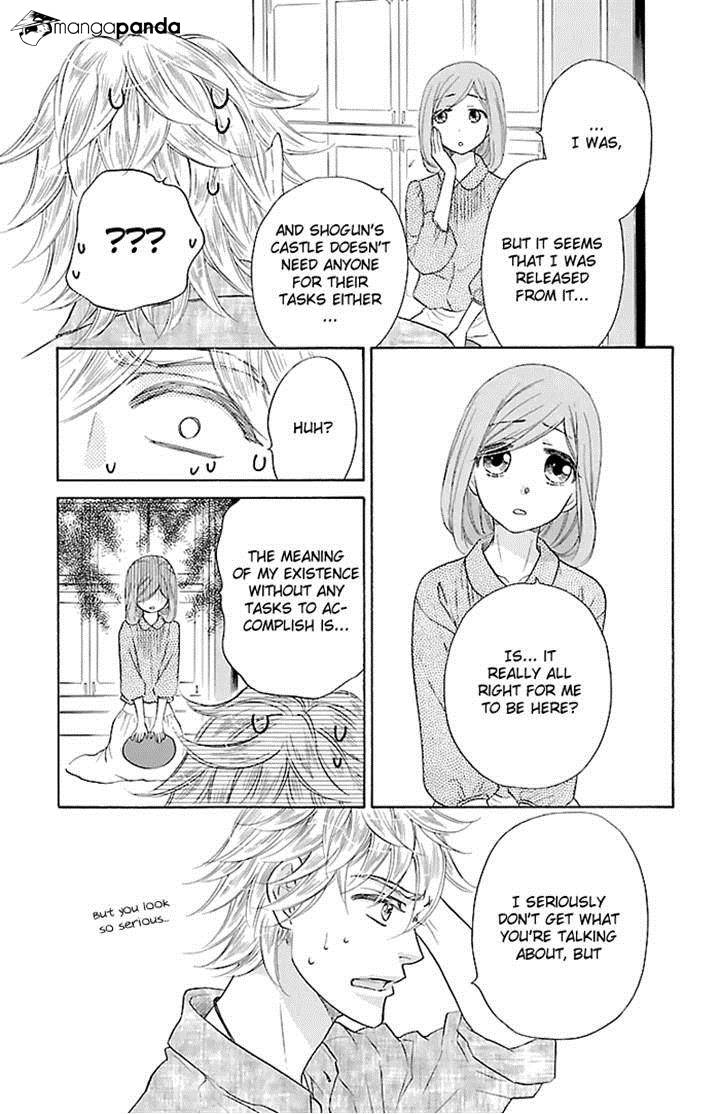 mangapanda
...
I WAS,
BUT IT SEEMS
THAT I WAS
RELEASED
FROM IT...
AND SHOGUN'S
CASTLE DOESN'T
NEED ANYONE
FOR THEIR
TASKS EITHER
...
???
IS... IT
REALLY ALL
RIGHT FOR ME
TO BE HERE?
HUH?
THE MEANING
OF MY EXISTENCE
WITHOUT ANY
TASKS TO AC-
COMPLISH IS...
I SERIOUSLY
DON'T GET WHAT
YOU'RE TALKING
ABOUT, BUT
But you look
so serious..